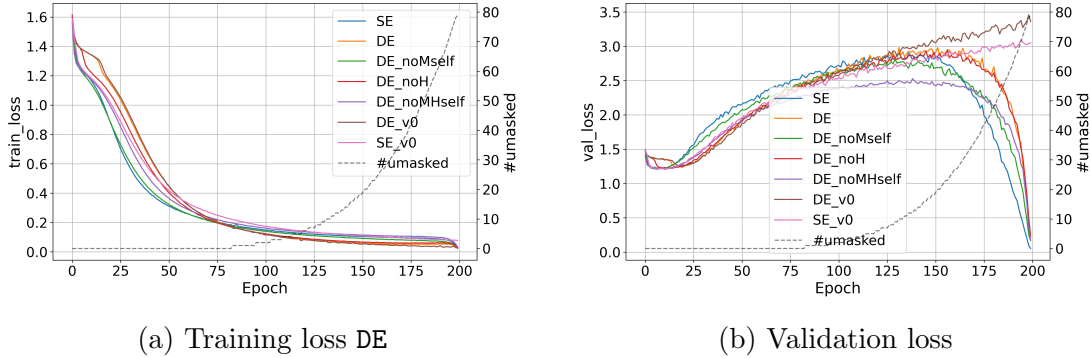 1.6
1.4
1.2
1.0
0.8
0.6
0.4
0.2
0.0
train_loss
0 25 50 75 100 125 150 175 200
Epoch
80
70
60
50
40
30
20
10
0
#umasked
SE
DE
DE_noMself
DE_noH
DE_noMHself
DE_v0
SE_v0
#umasked
(a) Training loss DE
3.5
3.0
2.5
2.0
1.5
1.0
0.5
0.0
val_loss
0 25 50 75 100 125 150 175 200
Epoch
80
70
60
50
40
30
20
10
0
#umasked
SE
DE
DE_noMself
DE_noH
DE_noMHself
DE_v0
SE_v0
#umasked
(b) Validation loss